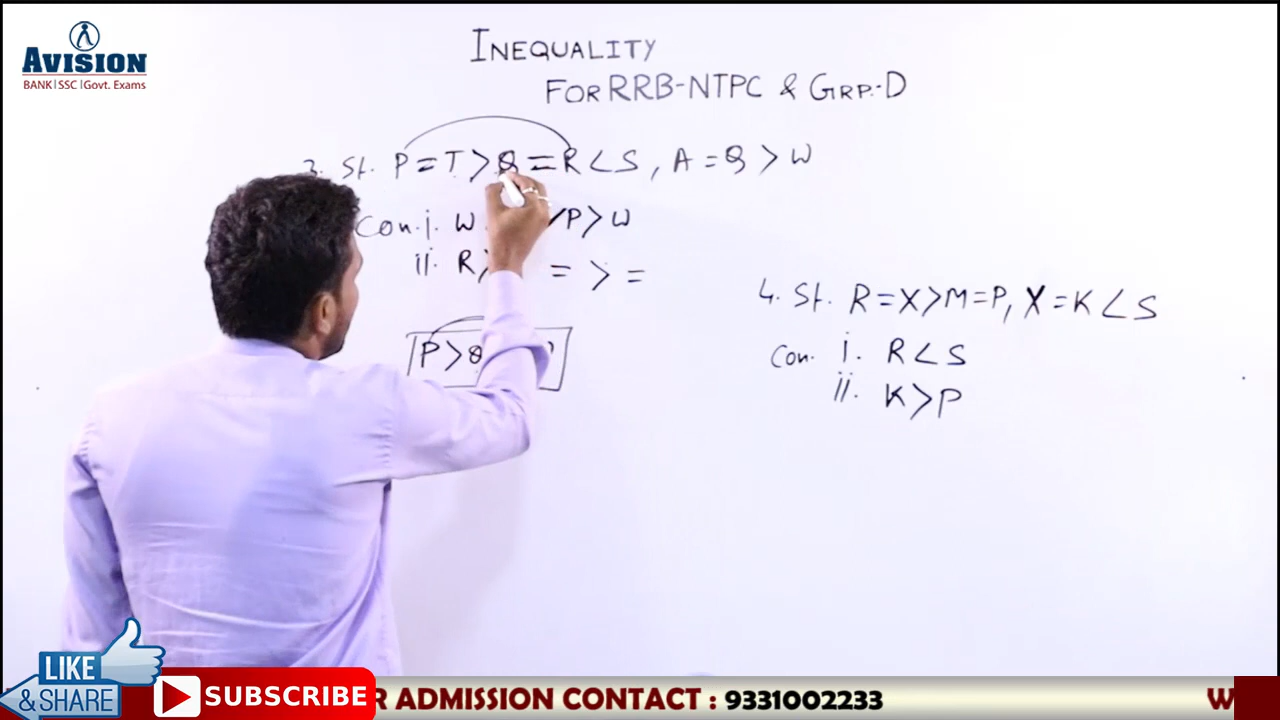 AVISION
BANK|SSC|Govt. Exams
INEQUALITY
FOR RRB-NTPC & GRP.-D
3. St. P = T > Q = R < S , A = Q > W
Con. i. W P > W
ii. R > = > =
P > Q
4. St. R = X > M = P, X = K < S
Con. i. R < S
ii. K > P
LIKE
& SHARE
SUBSCRIBE
R ADMISSION CONTACT : 9331002233
W